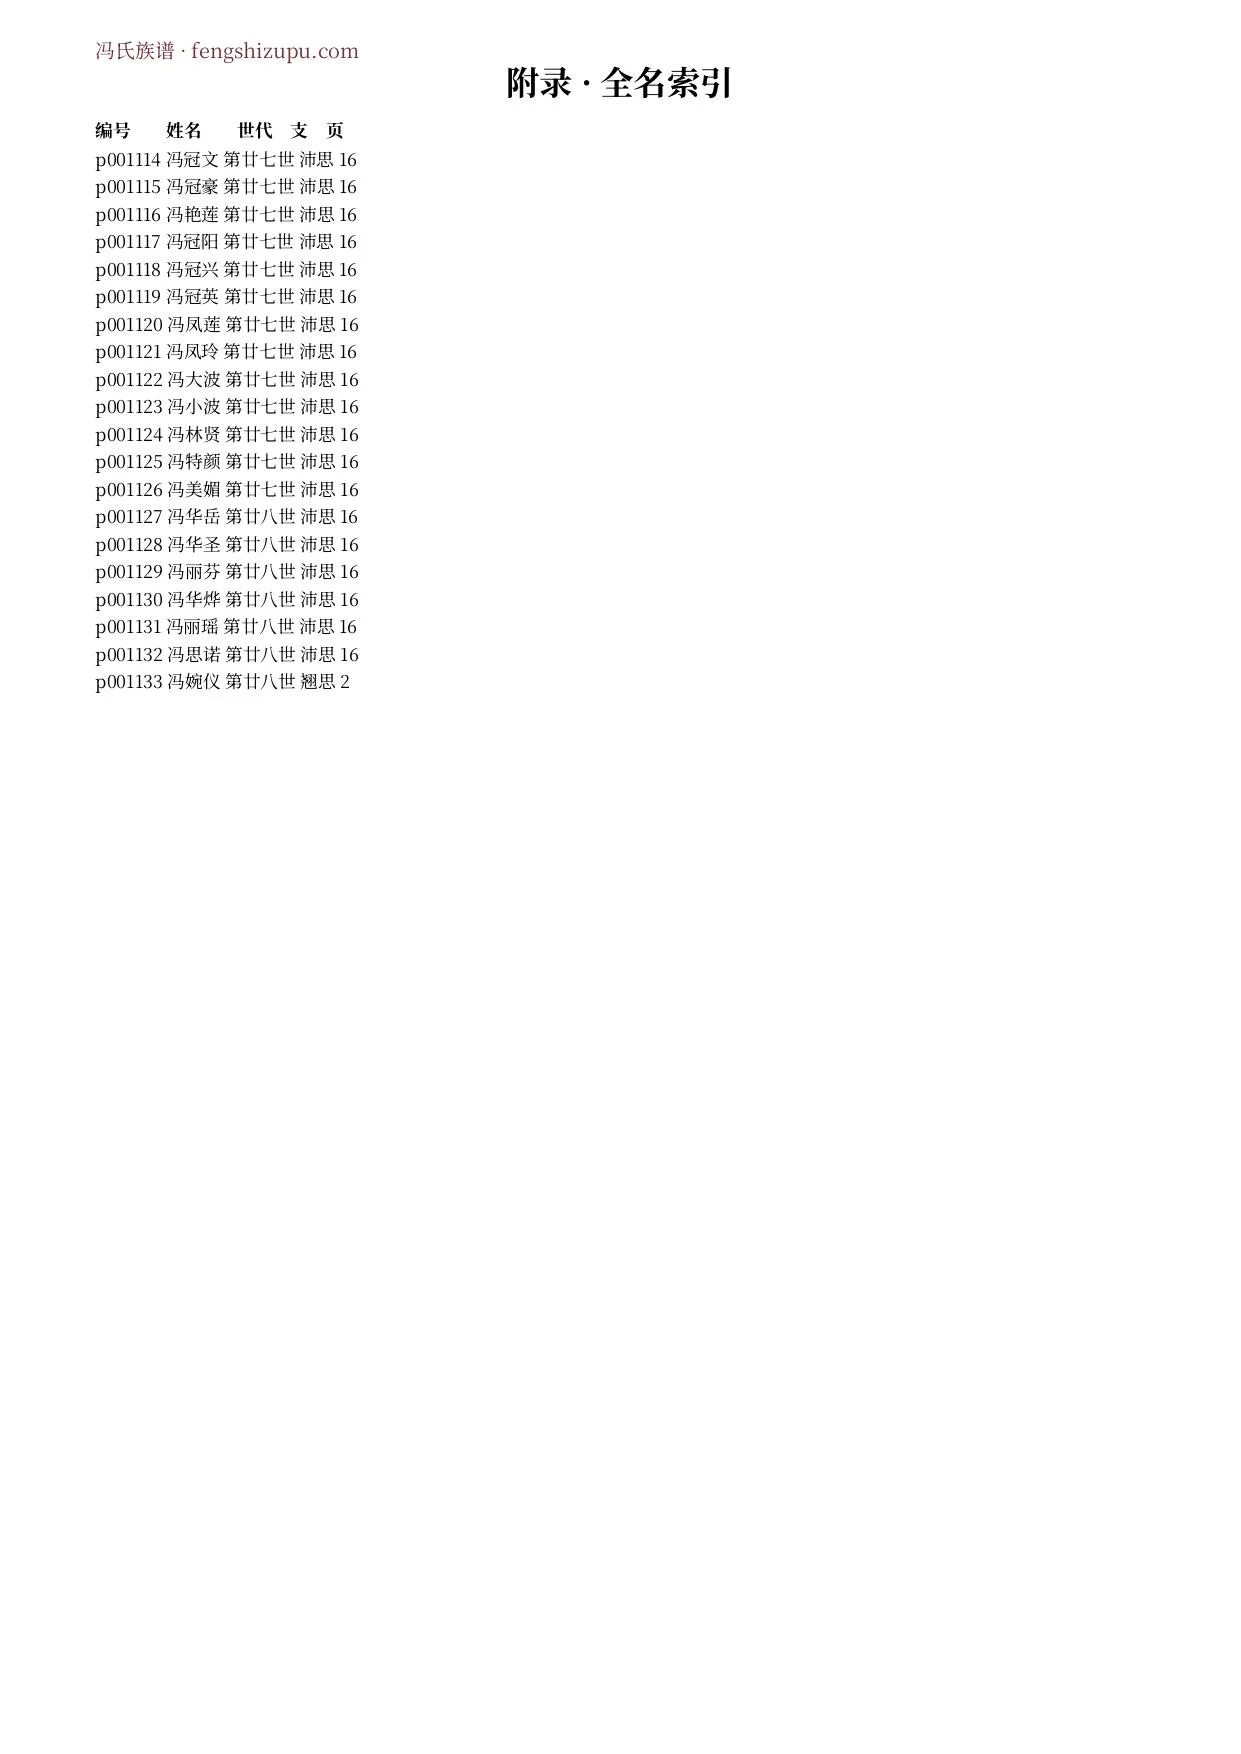 冯氏族谱 · fengshizupu.com
附录 · 全名索引
编号 姓名 世代 支 页
p001114 冯冠文 第廿七世 沛思 16
p001115 冯冠豪 第廿七世 沛思 16
p001116 冯艳莲 第廿七世 沛思 16
p001117 冯冠阳 第廿七世 沛思 16
p001118 冯冠兴 第廿七世 沛思 16
p001119 冯冠英 第廿七世 沛思 16
p001120 冯凤莲 第廿七世 沛思 16
p001121 冯凤玲 第廿七世 沛思 16
p001122 冯大波 第廿七世 沛思 16
p001123 冯小波 第廿七世 沛思 16
p001124 冯林贤 第廿七世 沛思 16
p001125 冯特颜 第廿七世 沛思 16
p001126 冯美媚 第廿七世 沛思 16
p001127 冯华岳 第廿八世 沛思 16
p001128 冯华圣 第廿八世 沛思 16
p001129 冯丽芬 第廿八世 沛思 16
p001130 冯华烨 第廿八世 沛思 16
p001131 冯丽瑶 第廿八世 沛思 16
p001132 冯思诺 第廿八世 沛思 16
p001133 冯婉仪 第廿八世 翘思 2